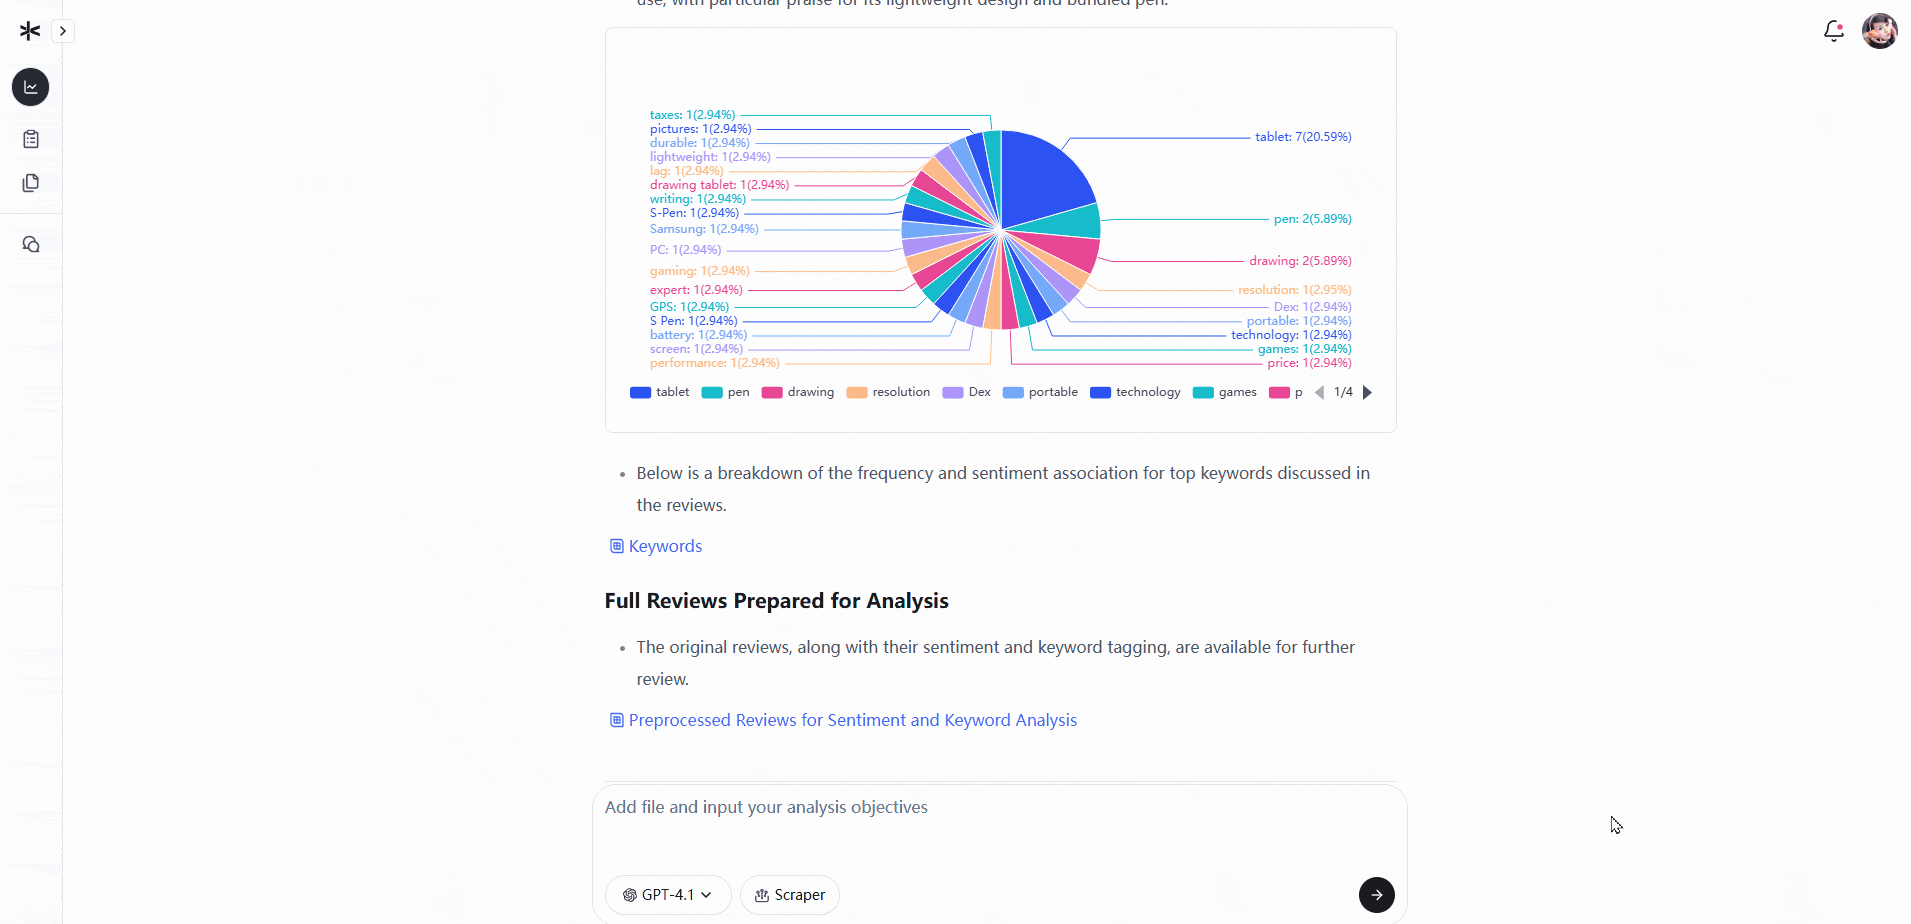 use, with particular praise for its lightweight design and bundled pen.
taxes: 1(2.94%)
pictures: 1(2.94%)
durable: 1(2.94%)
lightweight: 1(2.94%)
lag: 1(2.94%)
drawing tablet: 1(2.94%)
writing: 1(2.94%)
S-Pen: 1(2.94%)
Samsung: 1(2.94%)
PC: 1(2.94%)
gaming: 1(2.94%)
expert: 1(2.94%)
GPS: 1(2.94%)
S Pen: 1(2.94%)
battery: 1(2.94%)
screen: 1(2.94%)
performance: 1(2.94%)
tablet: 7(20.59%)
pen: 2(5.89%)
drawing: 2(5.89%)
resolution: 1(2.95%)
Dex: 1(2.94%)
portable: 1(2.94%)
technology: 1(2.94%)
games: 1(2.94%)
price: 1(2.94%)
tablet pen drawing resolution Dex portable technology games p 1/4
Below is a breakdown of the frequency and sentiment association for top keywords discussed in
the reviews.
Keywords
Full Reviews Prepared for Analysis
The original reviews, along with their sentiment and keyword tagging, are available for further
review.
Preprocessed Reviews for Sentiment and Keyword Analysis
Add file and input your analysis objectives
GPT-4.1 Scraper